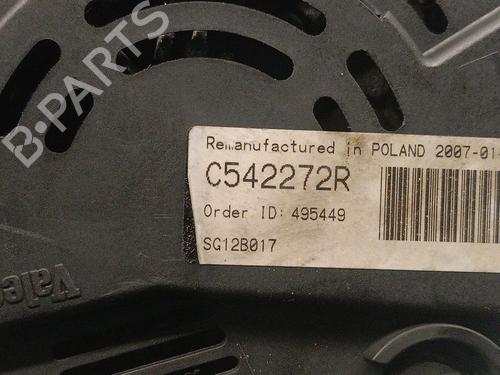 B-PARTS
Remanufactured in POLAND 2007-01-
C542272R
Order ID: 495449
SG12B017
Vale